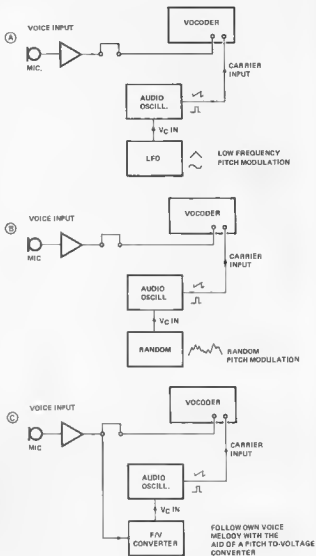 A
VOICE INPUT
VOCODER
MIC.
CARRIER
INPUT
AUDIO
OSCILL.
VC IN
LFO
LOW FREQUENCY
PITCH MODULATION
B
VOICE INPUT
VOCODER
MIC
CARRIER
INPUT
AUDIO
OSCILL
VC IN
RANDOM
RANDOM
PITCH MODULATION
C
VOICE INPUT
VOCODER
MIC
CARRIER
INPUT
AUDIO
OSCILL.
VC IN
F/V
CONVERTER
FOLLOW OWN VOICE
MELODY WITH THE
AID OF A PITCH TO-VOLTAGE
CONVERTER